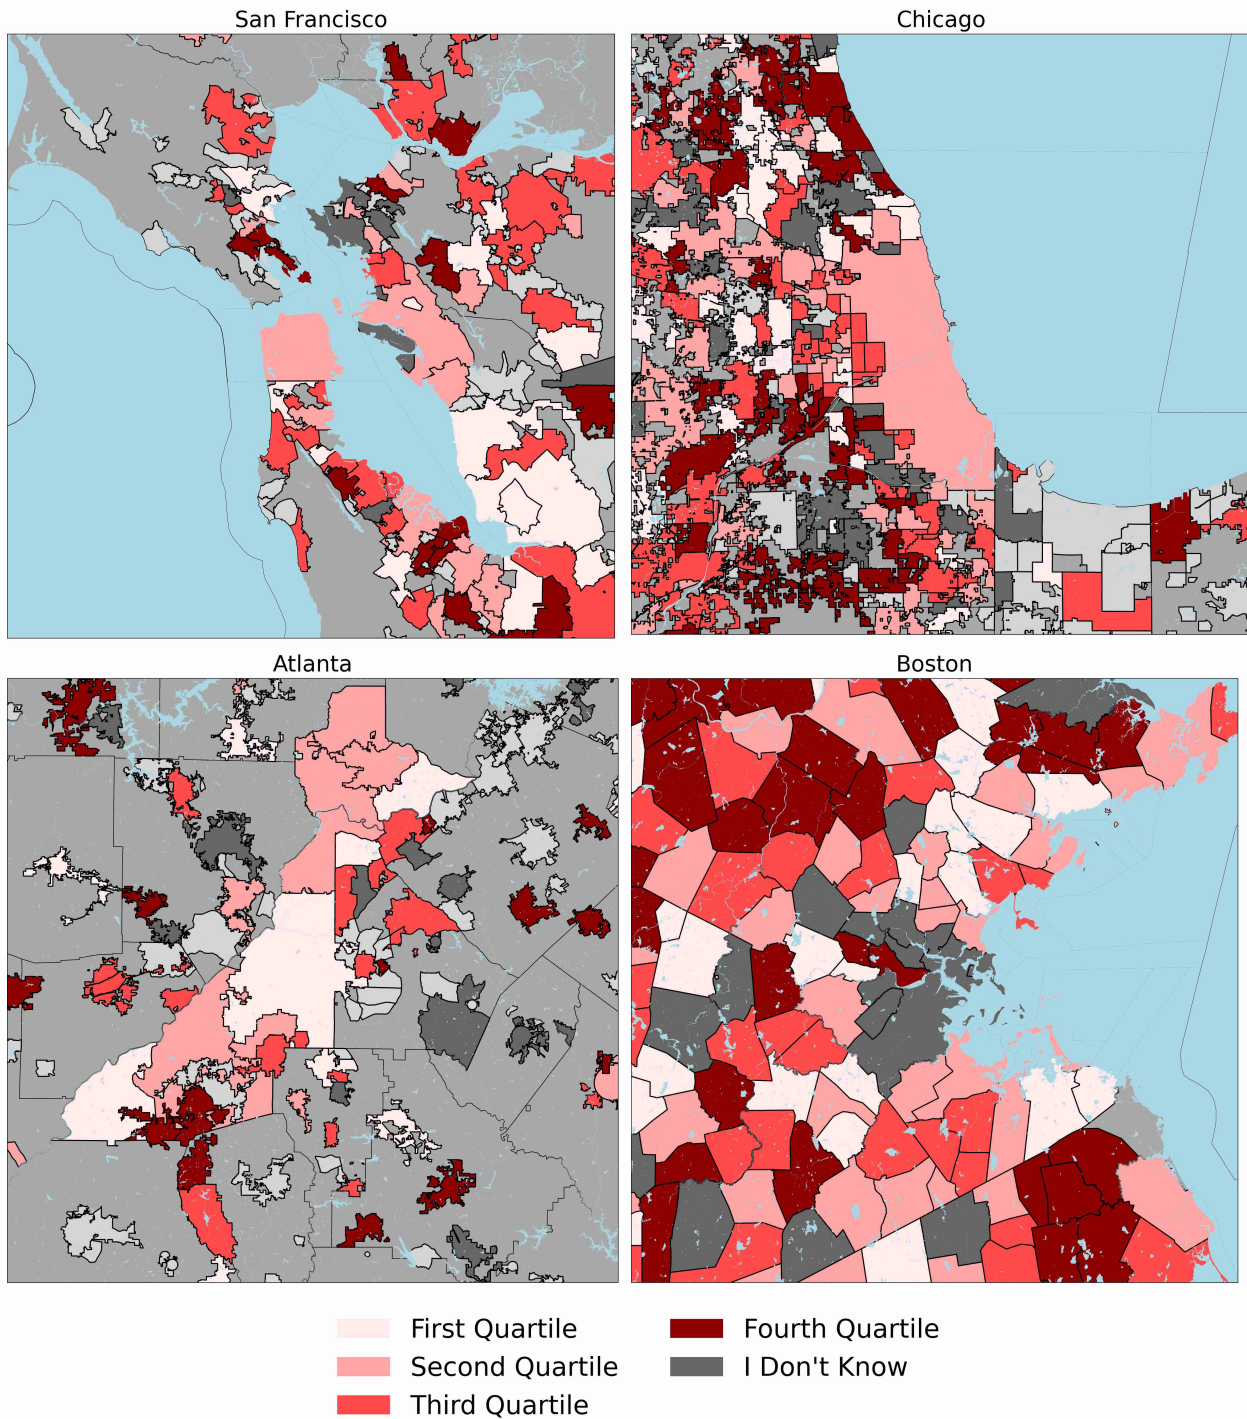 San Francisco
Chicago
Atlanta
Boston
First Quartile
Second Quartile
Third Quartile
Fourth Quartile
I Don't Know